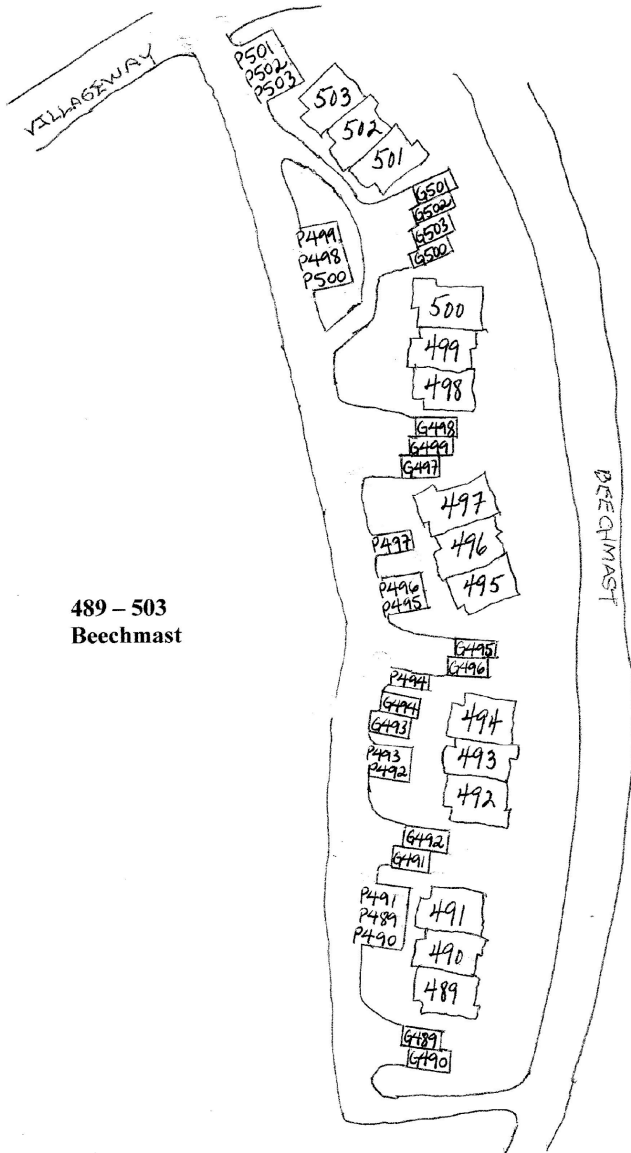 VILLAGEWAY
P501
P502
P503
503
502
501
G501
G502
G503
G500
P499
P498
P500
500
499
498
G498
G499
G497
497
496
495
P497
P496
P495
BEECHMAST
489 – 503
Beechmast
G495
G496
P494
G494
G493
494
493
492
P493
P492
G492
G491
P491
P489
P490
491
490
489
G489
G490